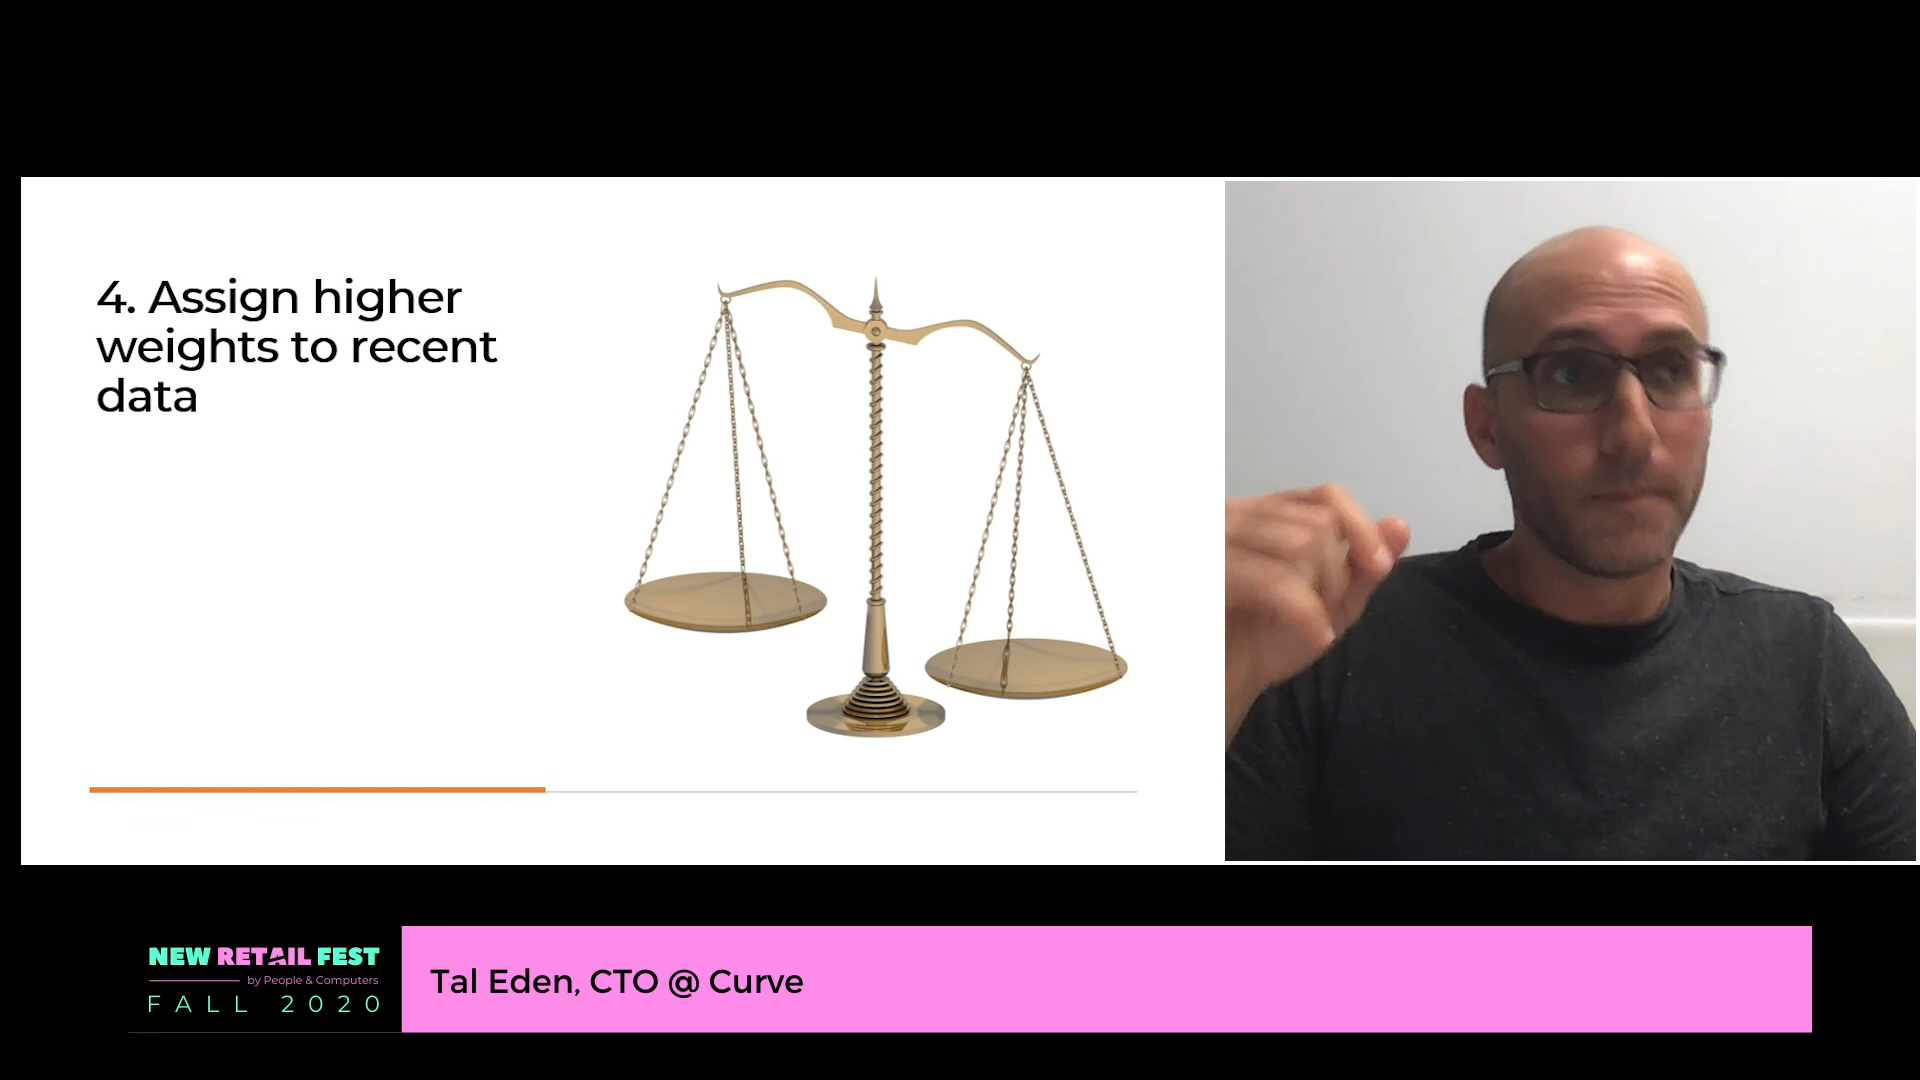 4. Assign higher
weights to recent
data
NEW RETAIL FEST
by People & Computers
FALL 2020
Tal Eden, CTO @ Curve